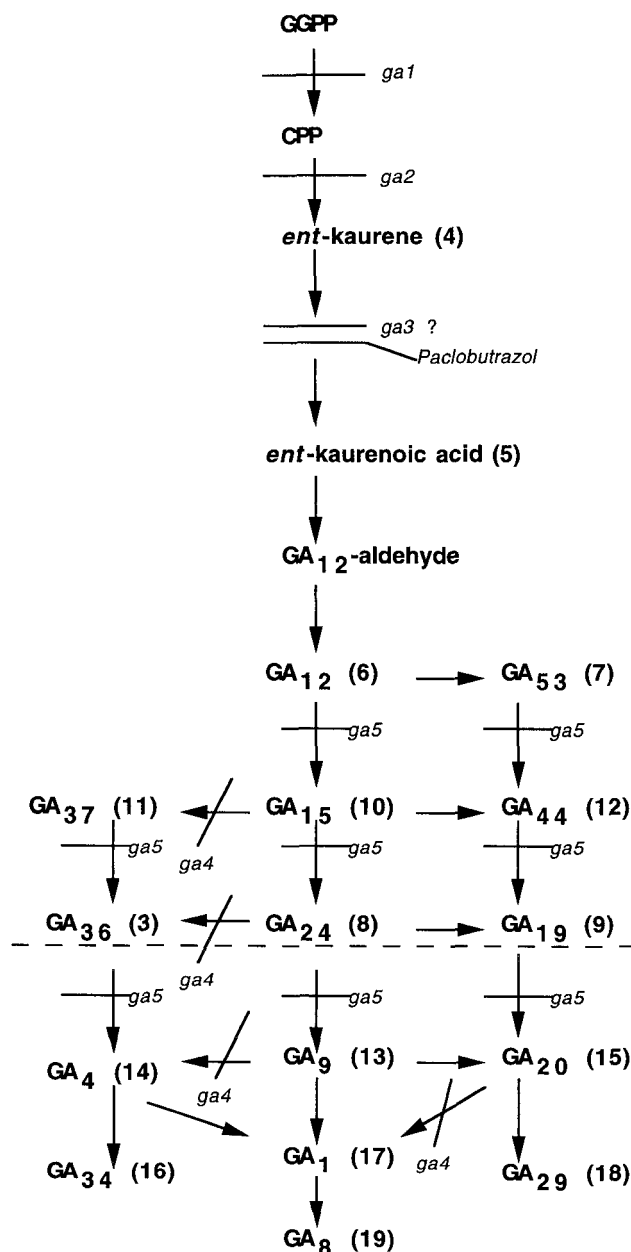 GGPP
ga1
CPP
ga2
ent-kaurene (4)
ga3 ?
Paclobutrazol
ent-kaurenoic acid (5)
GA12-aldehyde
GA12 (6) GA53 (7)
ga5 ga5
GA37 (11) GA15 (10) GA44 (12)
ga5 ga4 ga5 ga5
GA36 (3) GA24 (8) GA19 (9)
ga4
ga5 ga5 ga5
GA4 (14) GA9 (13) GA20 (15)
ga4
GA34 (16) GA1 (17) ga4 GA29 (18)
GA8 (19)